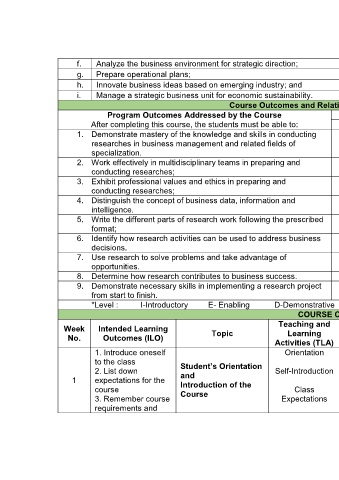 f. Analyze the business environment for strategic direction;
g. Prepare operational plans;
h. Innovate business ideas based on emerging industry; and
i. Manage a strategic business unit for economic sustainability.
Course Outcomes and Relati
Program Outcomes Addressed by the Course
After completing this course, the students must be able to:
1. Demonstrate mastery of the knowledge and skills in conducting
researches in business management and related fields of
specialization.
2. Work effectively in multidisciplinary teams in preparing and
conducting researches;
3. Exhibit professional values and ethics in preparing and
conducting researches;
4. Distinguish the concept of business data, information and
intelligence.
5. Write the different parts of research work following the prescribed
format;
6. Identify how research activities can be used to address business
decisions.
7. Use research to solve problems and take advantage of
opportunities.
8. Determine how research contributes to business success.
9. Demonstrate necessary skills in implementing a research project
from start to finish.
*Level : I-Introductory E- Enabling D-Demonstrative
COURSE
Week No. Intended Learning Outcomes (ILO) Topic Teaching and Learning Activities (TLA)
1
1. Introduce oneself
to the class
2. List down
expectations for the
course
3. Remember course
requirements and
Student's Orientation
and
Introduction of the
Course
Orientation
Self-Introduction
Class
Expectations